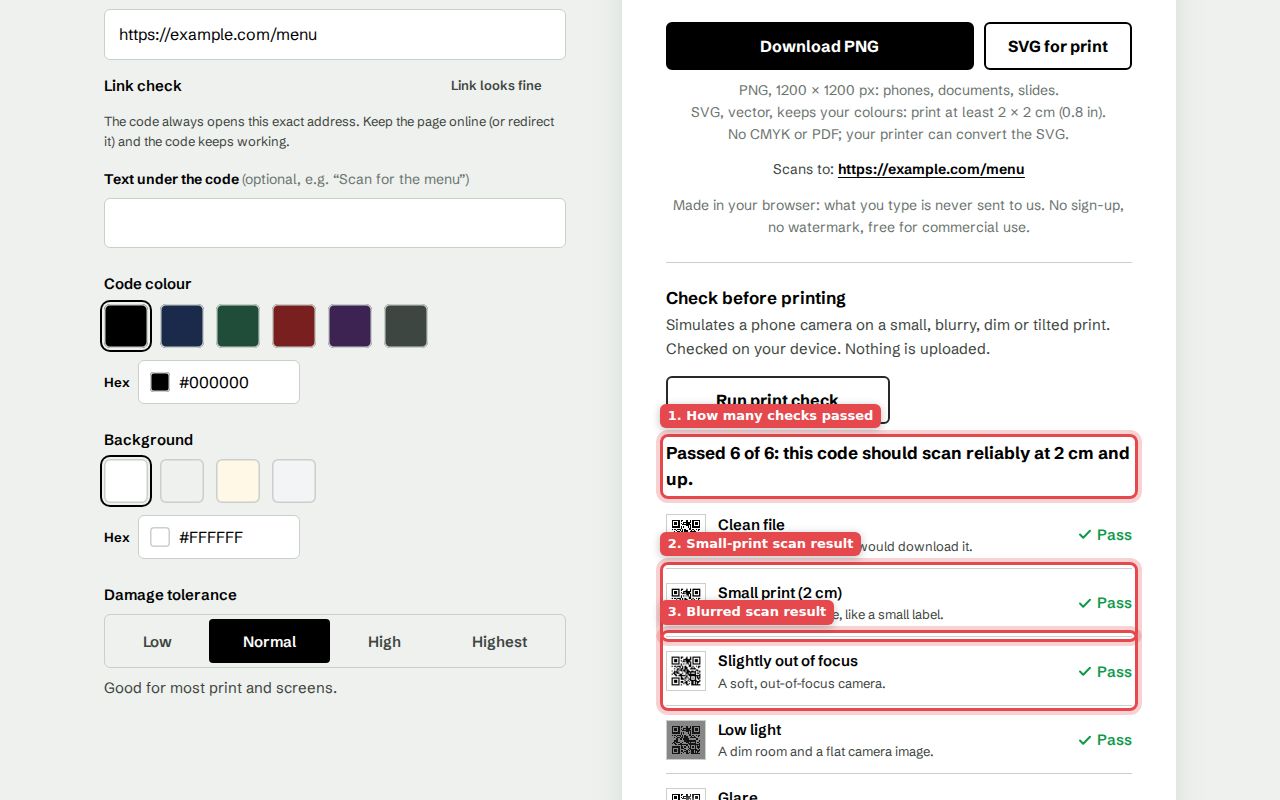 https://example.com/menu
Link check
Link looks fine
The code always opens this exact address. Keep the page online (or redirect
it) and the code keeps working.
Text under the code (optional, e.g. “Scan for the menu”)
Code colour
Hex
#000000
Background
Hex
#FFFFFF
Damage tolerance
Low
Normal
High
Highest
Good for most print and screens.
Download PNG
SVG for print
PNG, 1200 × 1200 px: phones, documents, slides.
SVG, vector, keeps your colours: print at least 2 × 2 cm (0.8 in).
No CMYK or PDF; your printer can convert the SVG.
Scans to: https://example.com/menu
Made in your browser: what you type is never sent to us. No sign-up,
no watermark, free for commercial use.
Check before printing
Simulates a phone camera on a small, blurry, dim or tilted print.
Checked on your device. Nothing is uploaded.
Run print check
1. How many checks passed
Passed 6 of 6: this code should scan reliably at 2 cm and
up.
Clean file
Pass
2. Small-print scan result
would download it.
Small print (2 cm)
Pass
3. Blurred scan result
like a small label.
Slightly out of focus
Pass
A soft, out-of-focus camera.
Low light
Pass
A dim room and a flat camera image.
Glare